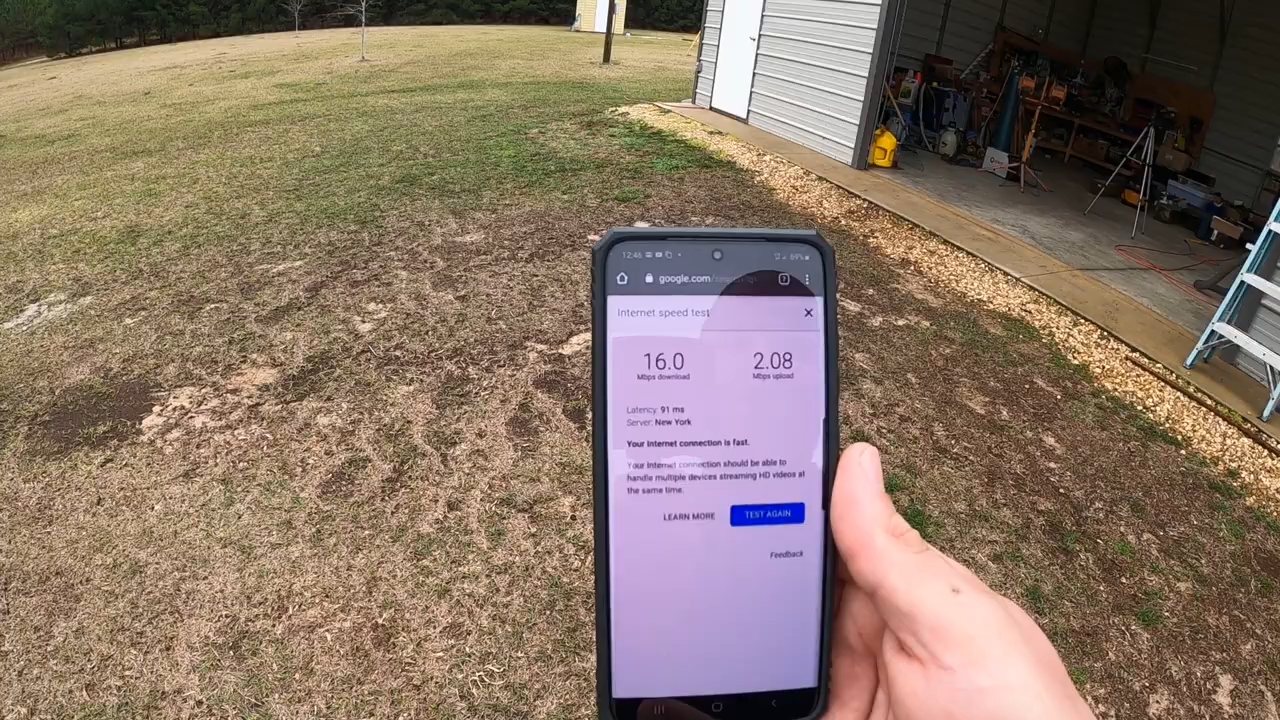 12:46 69%
google.com/
Internet speed test
16.0 2.08
Mbps download Mbps upload
Latency: 91 ms
Server: New York
Your Internet connection is fast.
Your Internet connection should be able to
handle multiple devices streaming HD videos at
the same time.
LEARN MORE TEST AGAIN
Feedback